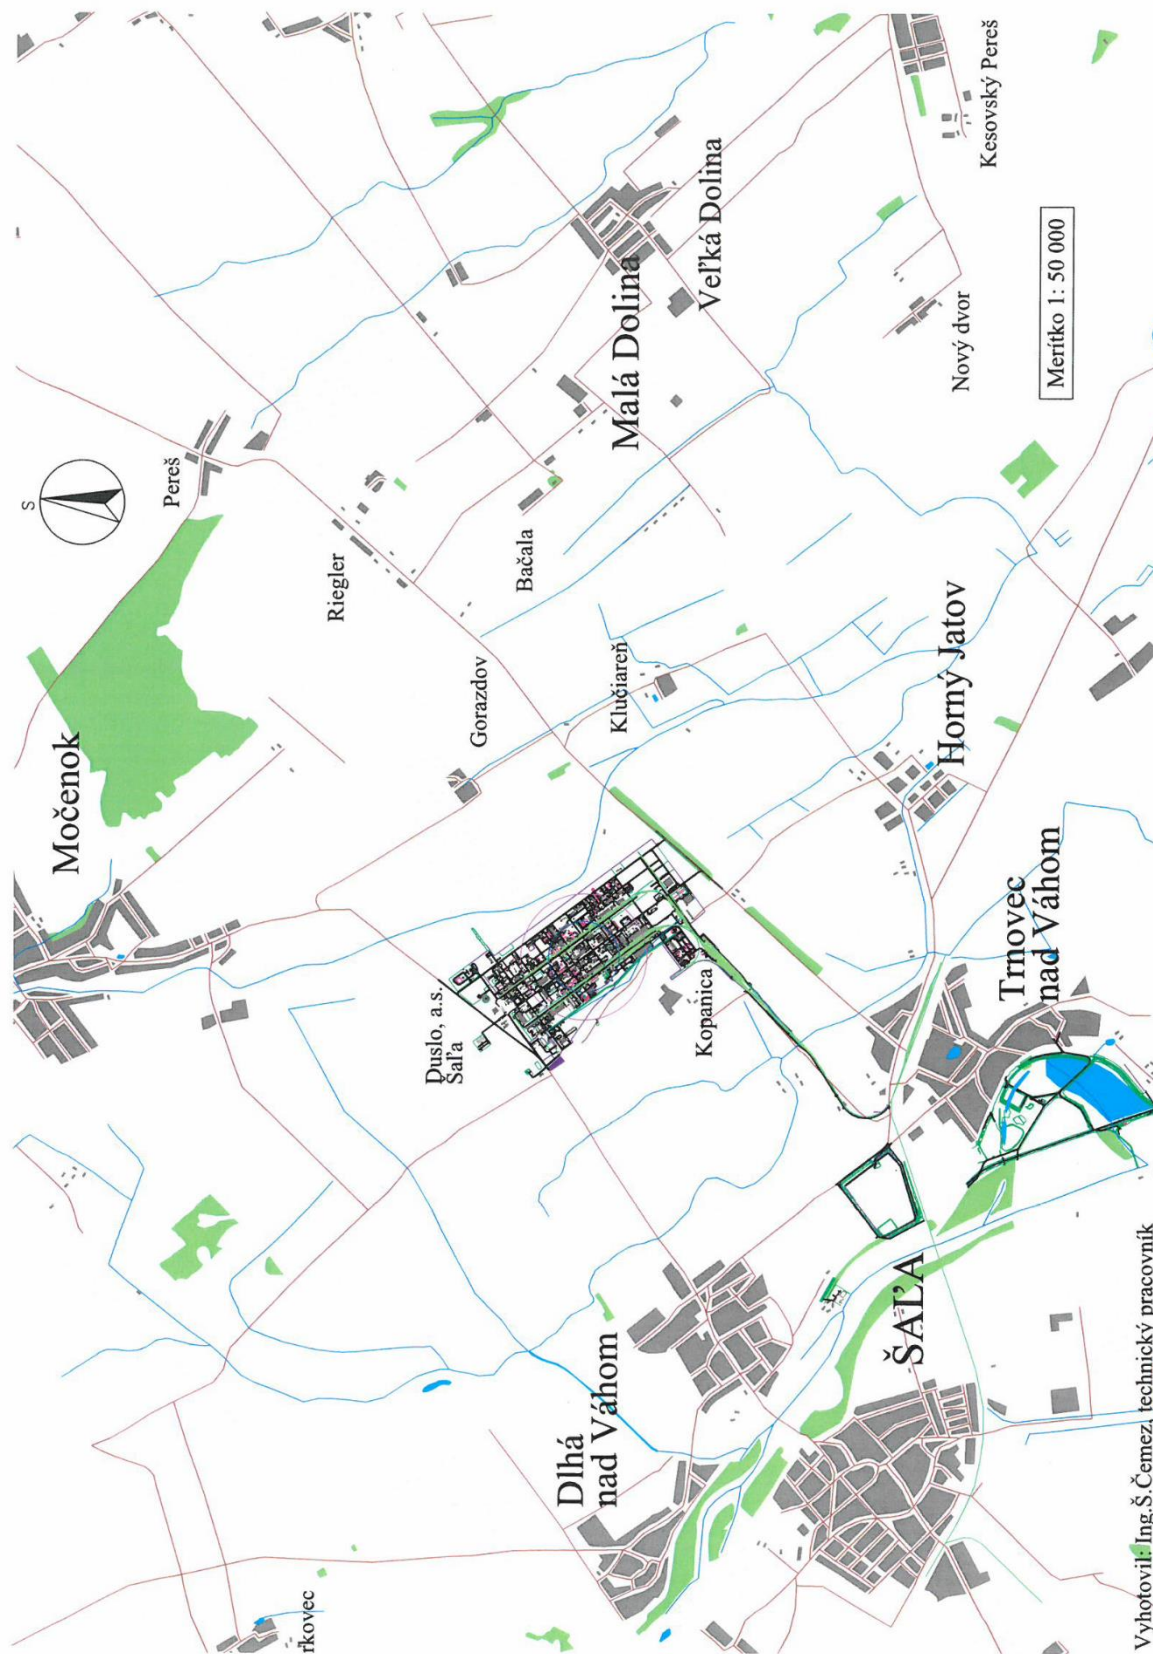 S
Močenok
Pereš
Riegler
Gorazdov
Bačala
Kľučiareň
Malá Dolina
Veľká Dolina
Kesovský Pereš
Nový dvor
Merítko 1: 50 000
Duslo, a.s.
Šaľa
Kopanica
Horný Jatov
Trnovec
nad Váhom
Dlhá
nad Váhom
ŠAĽA
rkovec
Vyhotovil: Ing.Š.Čemez, technický pracovník